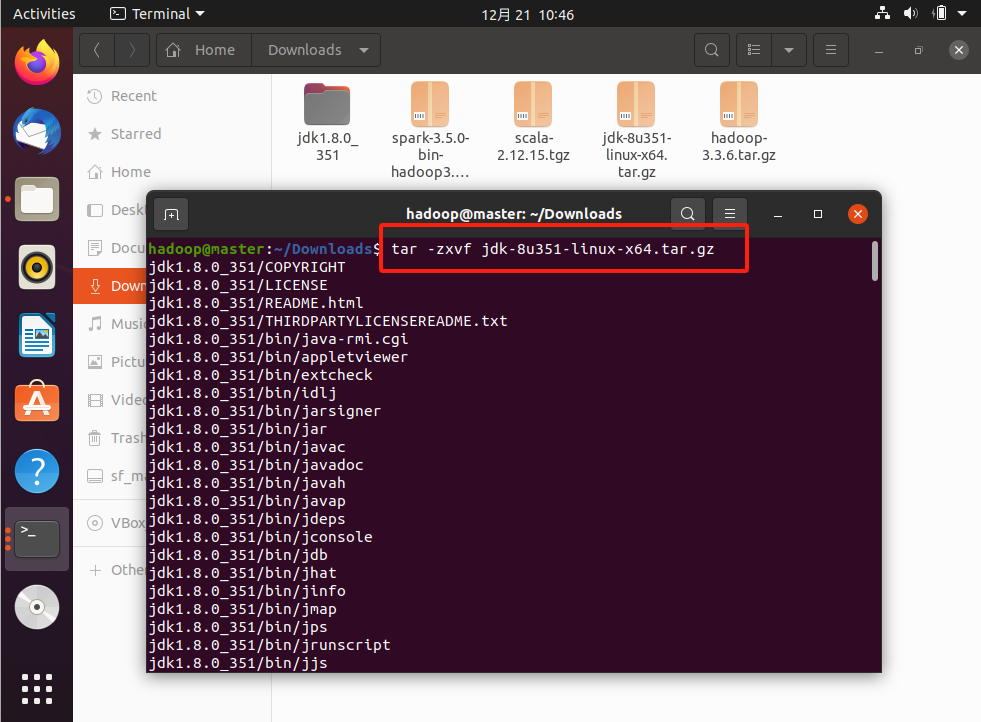 Activities
Terminal
12月 21 10:46
Home
Downloads
Recent
Starred
Home
Desk
Docu
Down
Music
Pictu
Video
Trash
sf_ma
VBox
Othe
jdk1.8.0_
351
spark-3.5.0-
bin-
hadoop3.…
scala-
2.12.15.tgz
jdk-8u351-
linux-x64.
tar.gz
hadoop-
3.3.6.tar.gz
hadoop@master: ~/Downloads
hadoop@master:~/Downloads$ tar -zxvf jdk-8u351-linux-x64.tar.gz
jdk1.8.0_351/COPYRIGHT
jdk1.8.0_351/LICENSE
jdk1.8.0_351/README.html
jdk1.8.0_351/THIRDPARTYLICENSEREADME.txt
jdk1.8.0_351/bin/java-rmi.cgi
jdk1.8.0_351/bin/appletviewer
jdk1.8.0_351/bin/extcheck
jdk1.8.0_351/bin/idlj
jdk1.8.0_351/bin/jarsigner
jdk1.8.0_351/bin/jar
jdk1.8.0_351/bin/javac
jdk1.8.0_351/bin/javadoc
jdk1.8.0_351/bin/javah
jdk1.8.0_351/bin/javap
jdk1.8.0_351/bin/jdeps
jdk1.8.0_351/bin/jconsole
jdk1.8.0_351/bin/jdb
jdk1.8.0_351/bin/jhat
jdk1.8.0_351/bin/jinfo
jdk1.8.0_351/bin/jmap
jdk1.8.0_351/bin/jps
jdk1.8.0_351/bin/jrunscript
jdk1.8.0_351/bin/jjs